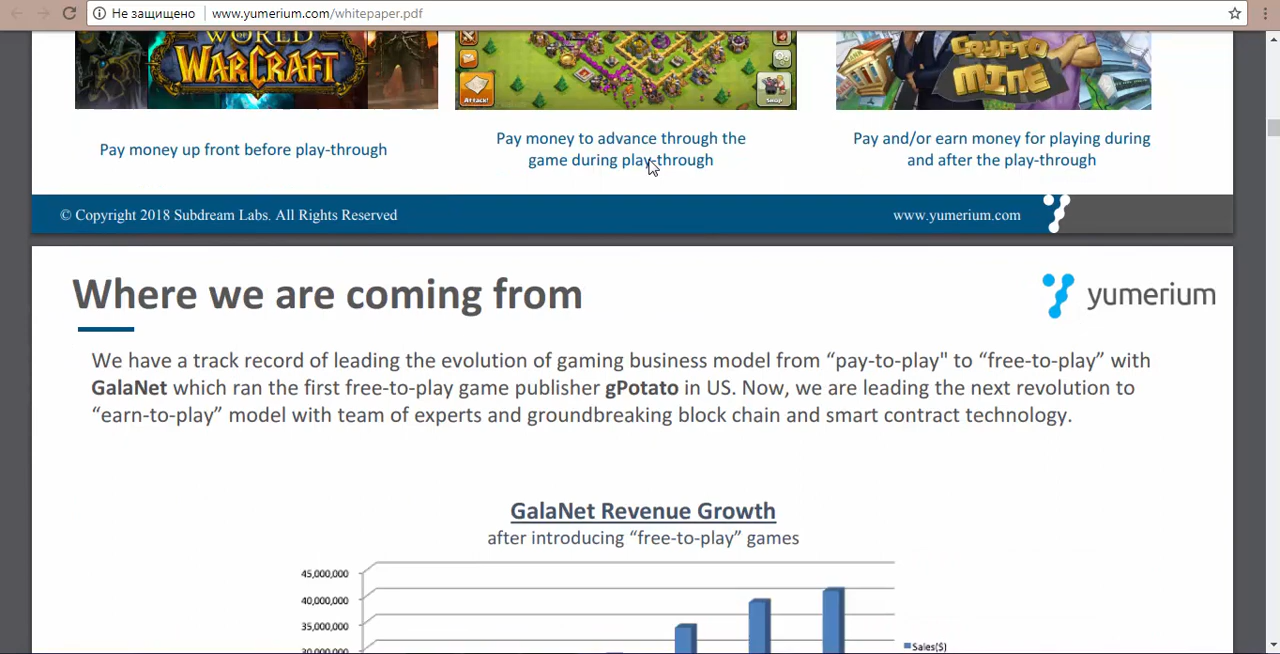 Не защищено
www.yumerium.com/whitepaper.pdf
WORLD
WARCRAFT
Attack!
Shop
CRYPTO
MINE
Pay money up front before play-through
Pay money to advance through the
game during play-through
Pay and/or earn money for playing during
and after the play-through
© Copyright 2018 Subdream Labs. All Rights Reserved
www.yumerium.com
Where we are coming from
yumerium
We have a track record of leading the evolution of gaming business model from “pay-to-play" to “free-to-play” with
GalaNet which ran the first free-to-play game publisher gPotato in US. Now, we are leading the next revolution to
“earn-to-play” model with team of experts and groundbreaking block chain and smart contract technology.
GalaNet Revenue Growth
after introducing “free-to-play” games
45,000,000
40,000,000
35,000,000
30,000,000
Sales($)